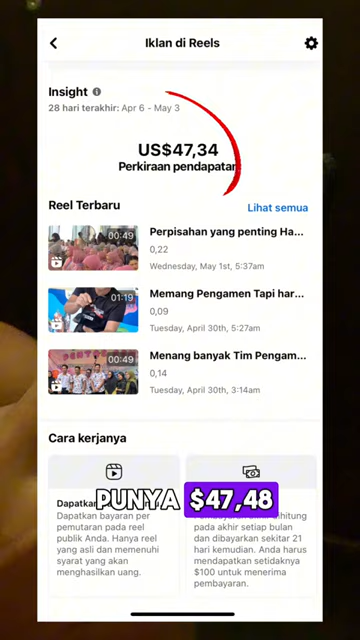 Iklan di Reels
Insight
28 hari terakhir: Apr 6 - May 3
US$47,34
Perkiraan pendapatan
Reel Terbaru
Lihat semua
00:49
Perpisahan yang penting Ha...
0,22
Wednesday, May 1st, 5:37am
01:19
Memang Pengamen Tapi har...
0,09
Tuesday, April 30th, 5:27am
00:49
Menang banyak Tim Pengam...
0,14
Tuesday, April 30th, 3:14am
Cara kerjanya
PUNYA $47,48
Dapatkan
Dapatkan bayaran per
pemutaran pada reel
publik Anda. Hanya reel
yang asli dan memenuhi
syarat yang akan
menghasilkan uang.
pada akhir setiap bulan
dan dibayarkan sekitar 21
hari kemudian. Anda harus
mendapatkan setidaknya
$100 untuk menerima
pembayaran.